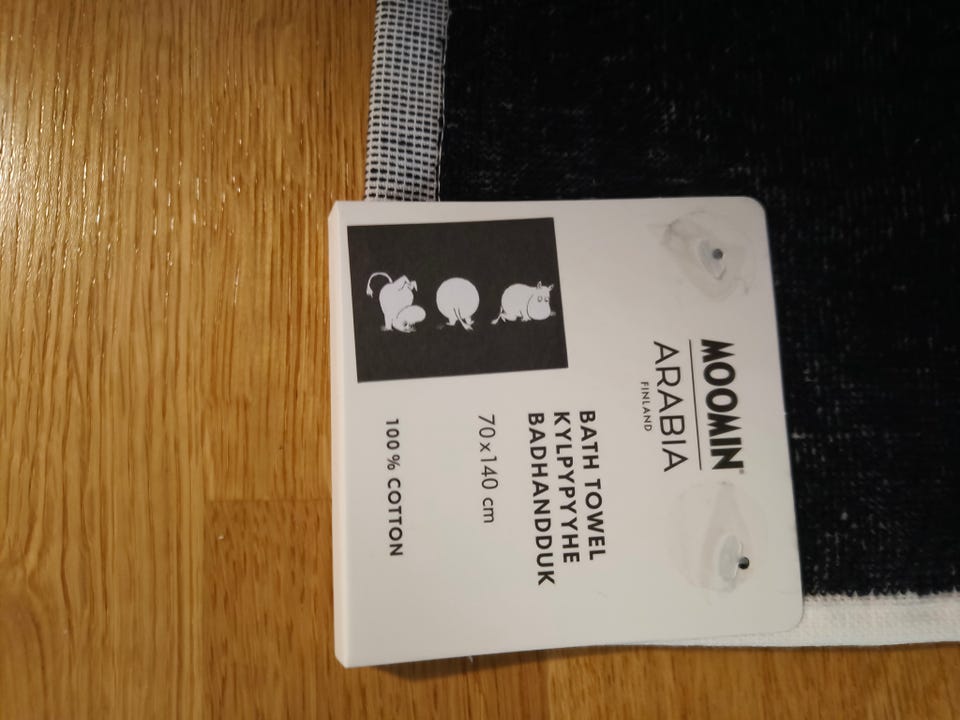 MOOMIN®
ARABIA
FINLAND
BATH TOWEL
KYLPYPYYHE
BADHANDDUK
70 x 140 cm
100 % COTTON